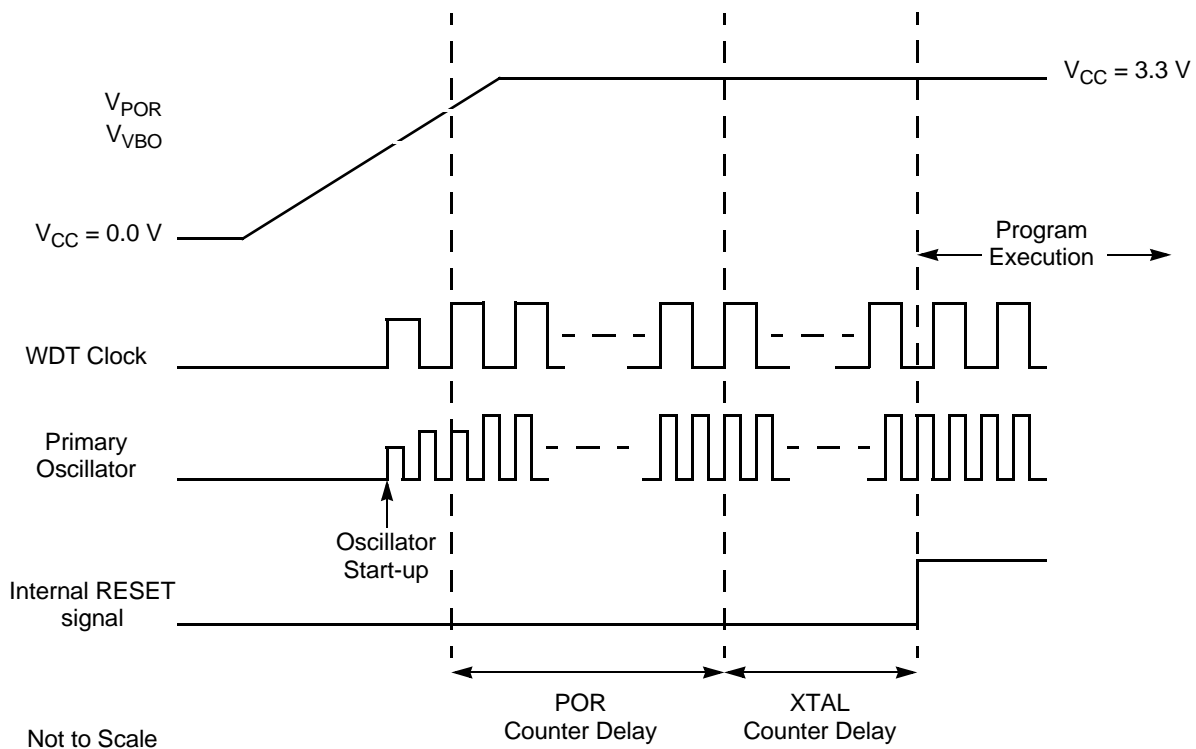 V_CC = 3.3 V
V_POR
V_VBO
V_CC = 0.0 V
Program
Execution
WDT Clock
Primary
Oscillator
Oscillator
Start-up
Internal RESET
signal
POR
Counter Delay
XTAL
Counter Delay
Not to Scale